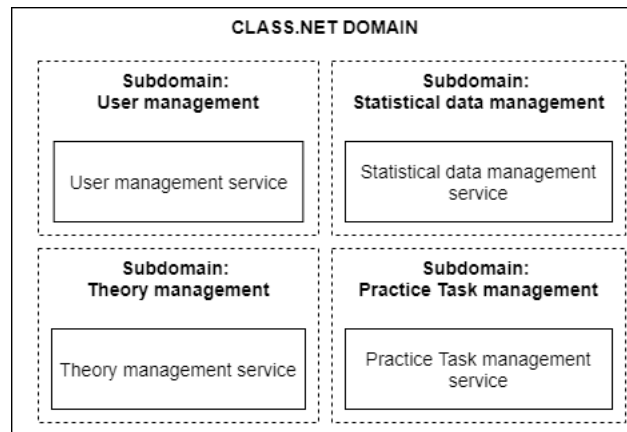 CLASS.NET DOMAIN
Subdomain:
User management
User management service
Subdomain:
Statistical data management
Statistical data management
service
Subdomain:
Theory management
Theory management service
Subdomain:
Practice Task management
Practice Task management
service